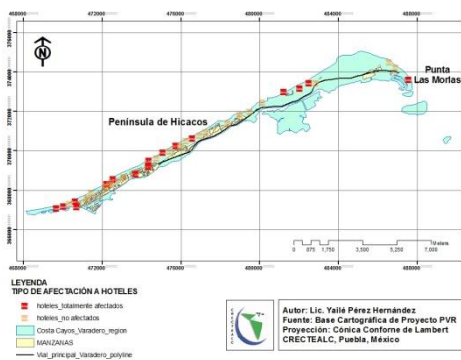 468000 472000 476000 480000 484000 488000
N
Punta
Las Morlas
Península de Hicacos
0 875 1,750 3,500 5,250 7,000 Meters
468000 472000 476000 480000 484000 488000
LEYENDA
TIPO DE AFECTACIÓN A HOTELES
hoteles_totalmente afectados
hoteles_no afectados
Costa Cayos_Varadero_region
MANZANAS
Vial_principal_Varadero_polyline
Autor: Lic. Yailé Pérez Hernández
Fuente: Base Cartográfica de Proyecto PVR
Proyección: Cónica Conforme de Lambert
CRECTEALC, Puebla, México